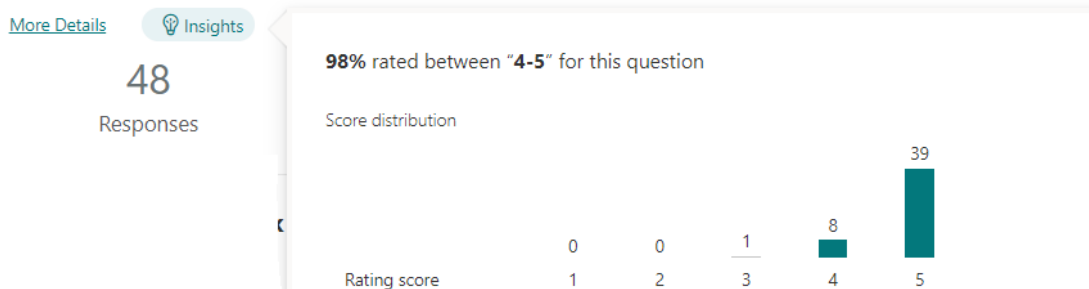 More Details
Insights
48
Responses
98% rated between “4-5” for this question
Score distribution
39
8
1
0
0
Rating score
1
2
3
4
5